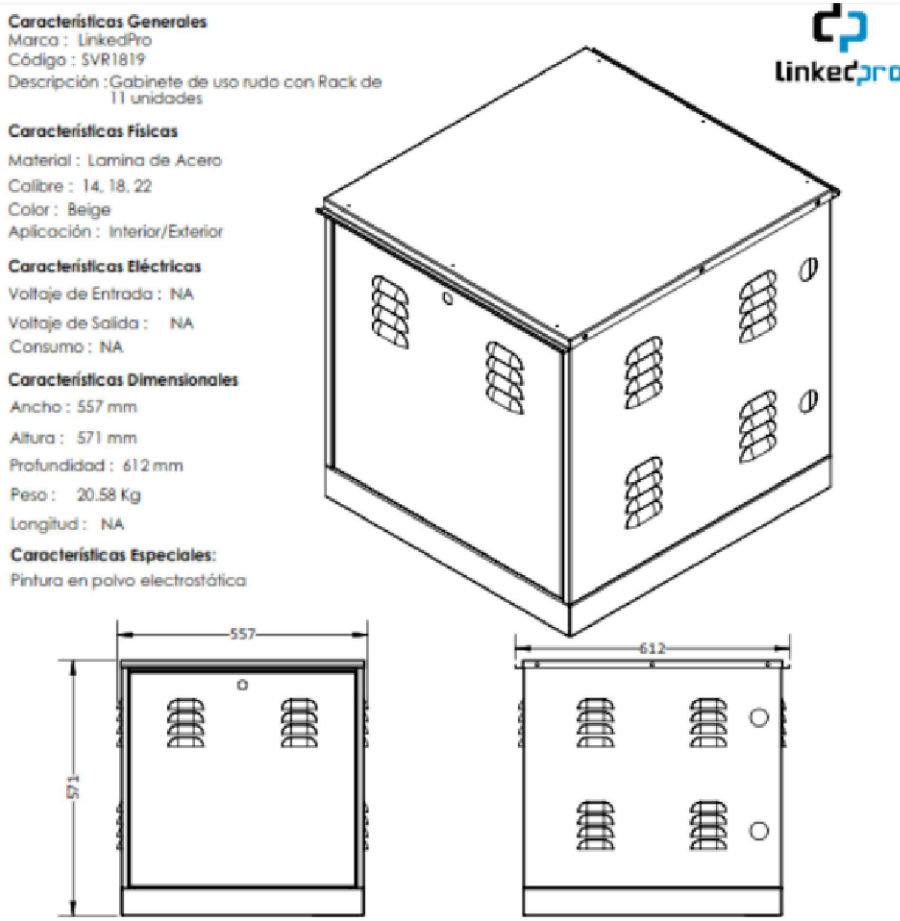 Características Generales
Marca : LinkedPro
Código : SVR1819
Descripción : Gabinete de uso rudo con Rack de
11 unidades
Características Físicas
Material : Lamina de Acero
Calibre : 14, 18, 22
Color : Beige
Aplicación : Interior/Exterior
Características Eléctricas
Voltaje de Entrada : NA
Voltaje de Salida : NA
Consumo : NA
Características Dimensionales
Ancho : 557 mm
Altura : 571 mm
Profundidad : 612 mm
Peso : 20.58 Kg
Longitud : NA
Características Especiales:
Pintura en polvo electrostática
linkedpro
557
571
612